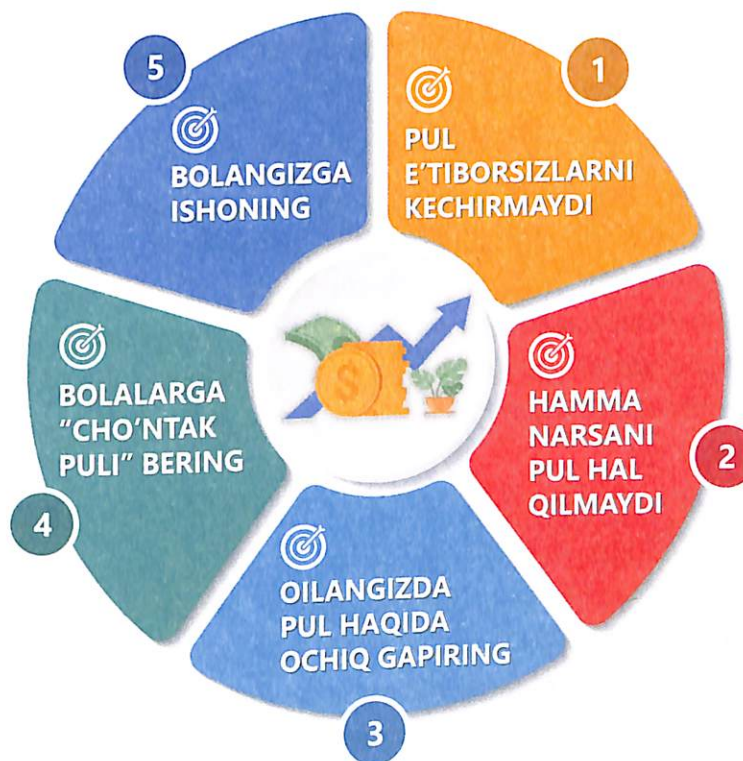 1
PUL
E'TIBORSIZLARNI
KECHIRMAYDI
2
HAMMA
NARSANI
PUL HAL
QILMAYDI
3
OILANGIZDA
PUL HAQIDA
OCHIQ GAPIRING
4
BOLALARGA
"CHO'NTAK
PULI" BERING
5
BOLANGIZGA
ISHONING
$